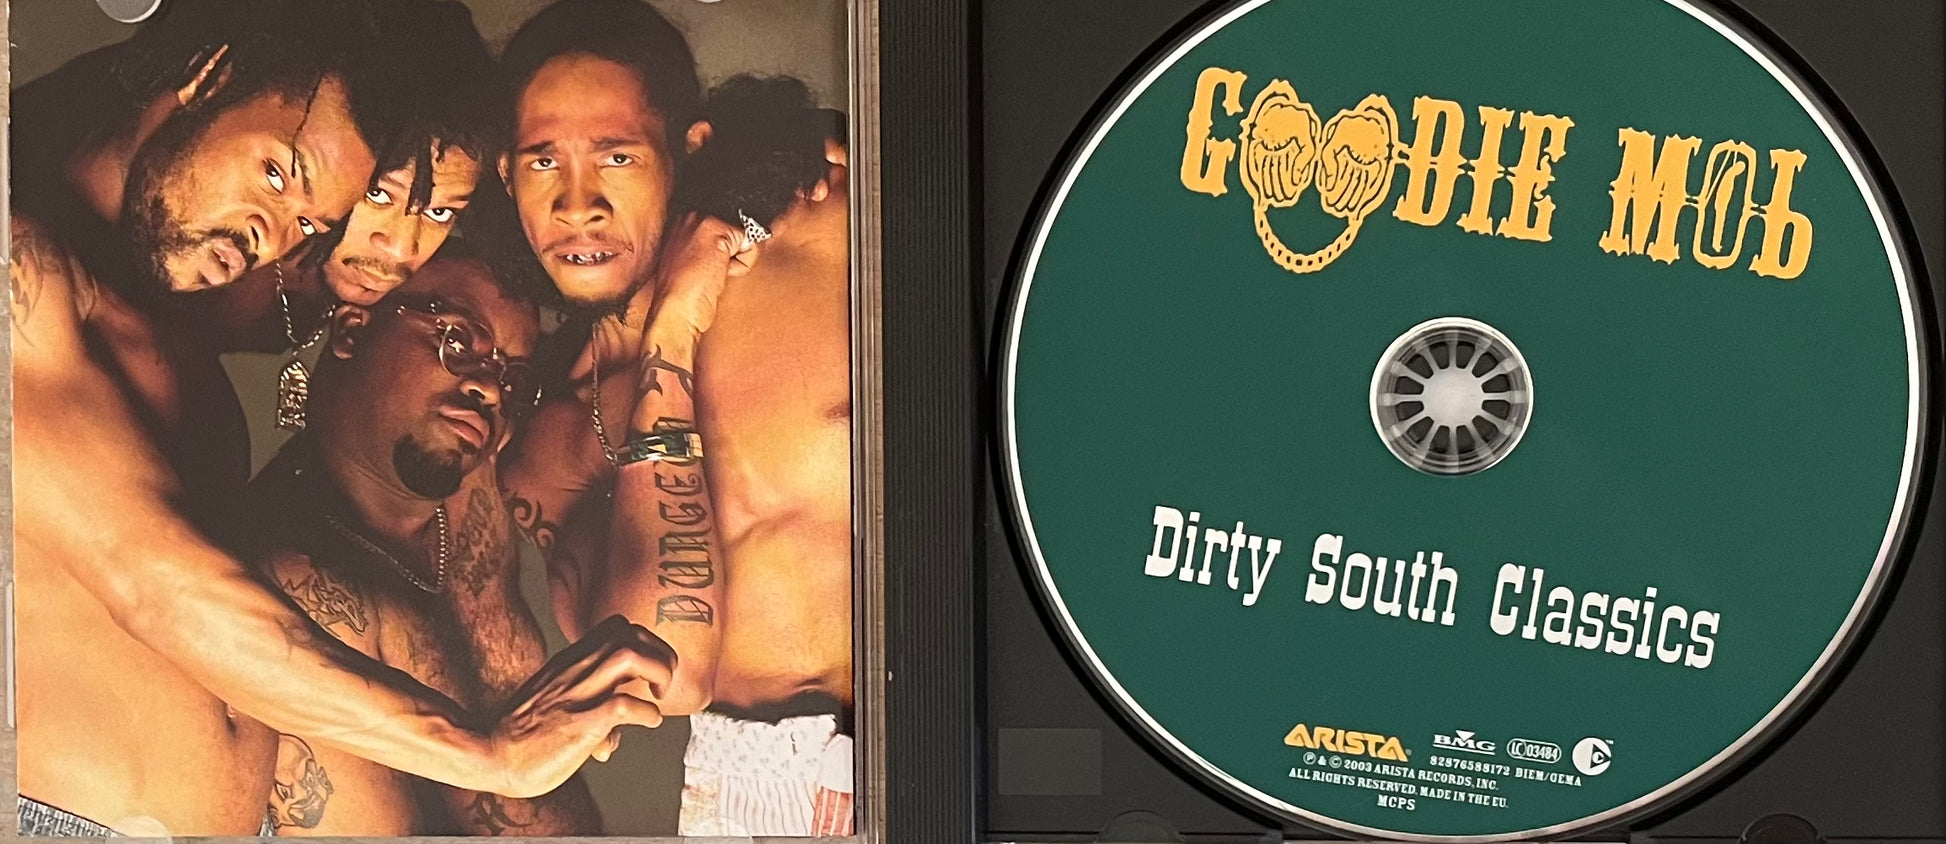 GOODIE MOb
Dirty South Classics
ARISTA®
BMG™
LC 03484
82876588172 BIEM/GEMA
℗ & © 2003 ARISTA RECORDS, INC.
ALL RIGHTS RESERVED. MADE IN THE EU.
MCPS
DUNGEON